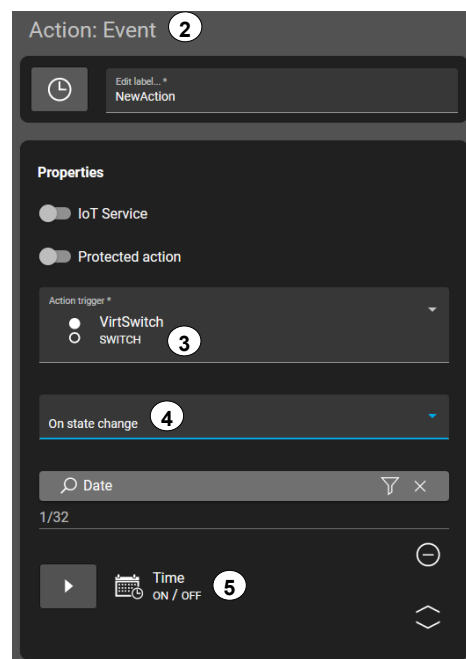 Action: Event 2
Edit label... *
NewAction
Properties
IoT Service
Protected action
Action trigger *
VirtSwitch
SWITCH 3
On state change 4
Date
1/32
Time
ON / OFF 5